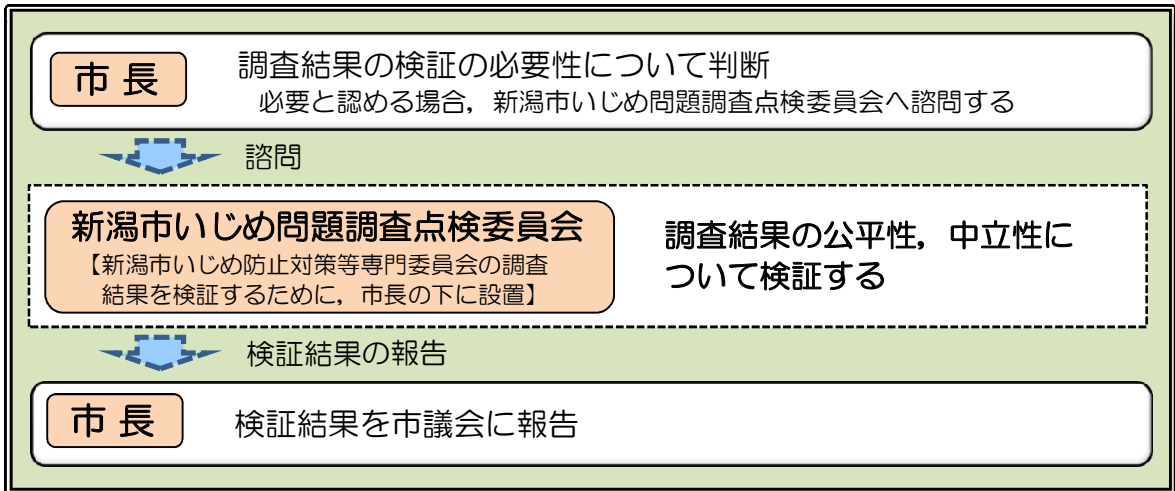 市 長
調査結果の検証の必要性について判断
必要と認める場合，新潟市いじめ問題調査点検委員会へ諮問する
諮問
新潟市いじめ問題調査点検委員会
【新潟市いじめ防止対策等専門委員会の調査
結果を検証するために，市長の下に設置】
調査結果の公平性，中立性に
ついて検証する
検証結果の報告
市 長
検証結果を市議会に報告